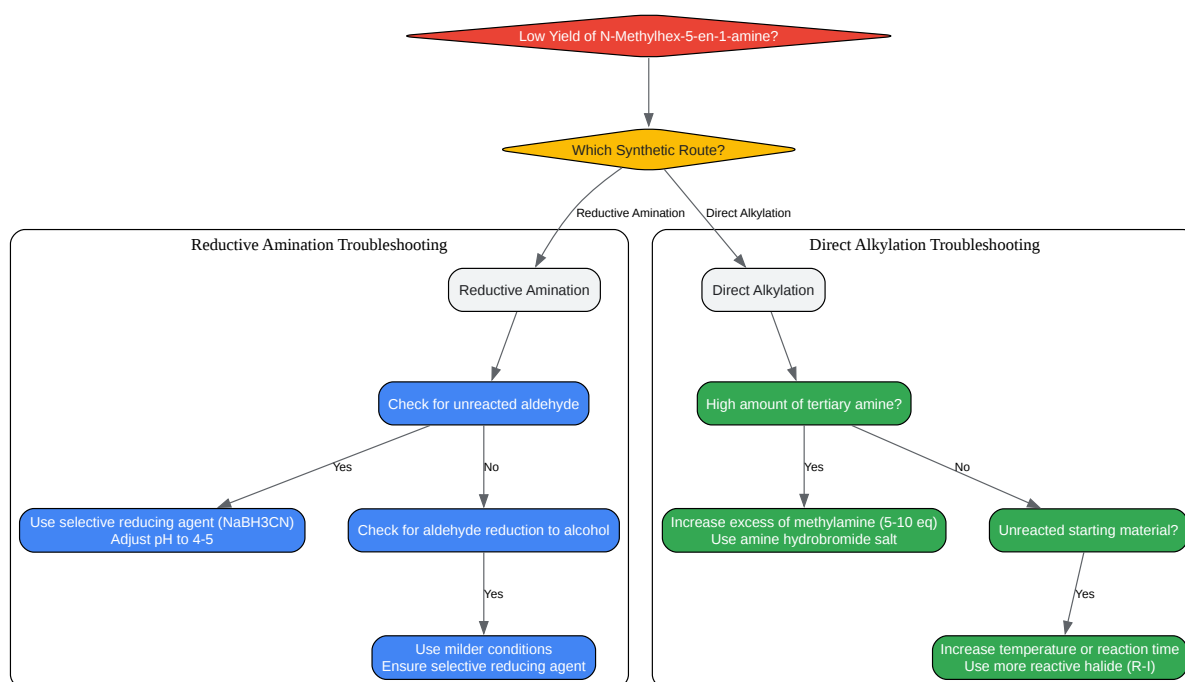 Low Yield of N-Methylhex-5-en-1-amine?
Which Synthetic Route?
Reductive Amination
Direct Alkylation
Reductive Amination Troubleshooting
Direct Alkylation Troubleshooting
Reductive Amination
Direct Alkylation
Check for unreacted aldehyde
High amount of tertiary amine?
Yes
No
Yes
No
Use selective reducing agent (NaBH3CN)
Adjust pH to 4-5
Check for aldehyde reduction to alcohol
Increase excess of methylamine (5-10 eq)
Use amine hydrobromide salt
Unreacted starting material?
Yes
Yes
Use milder conditions
Ensure selective reducing agent
Increase temperature or reaction time
Use more reactive halide (R-I)